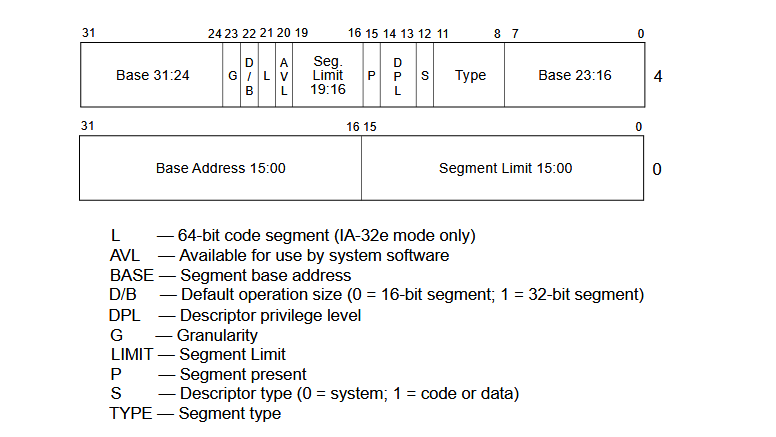 31 24 23 22 21 20 19 16 15 14 13 12 11 8 7 0
Base 31:24 G D/B L AVL Seg. Limit 19:16 P DPL S Type Base 23:16 4
31 16 15 0
Base Address 15:00 Segment Limit 15:00 0
L — 64-bit code segment (IA-32e mode only)
AVL — Available for use by system software
BASE — Segment base address
D/B — Default operation size (0 = 16-bit segment; 1 = 32-bit segment)
DPL — Descriptor privilege level
G — Granularity
LIMIT — Segment Limit
P — Segment present
S — Descriptor type (0 = system; 1 = code or data)
TYPE — Segment type